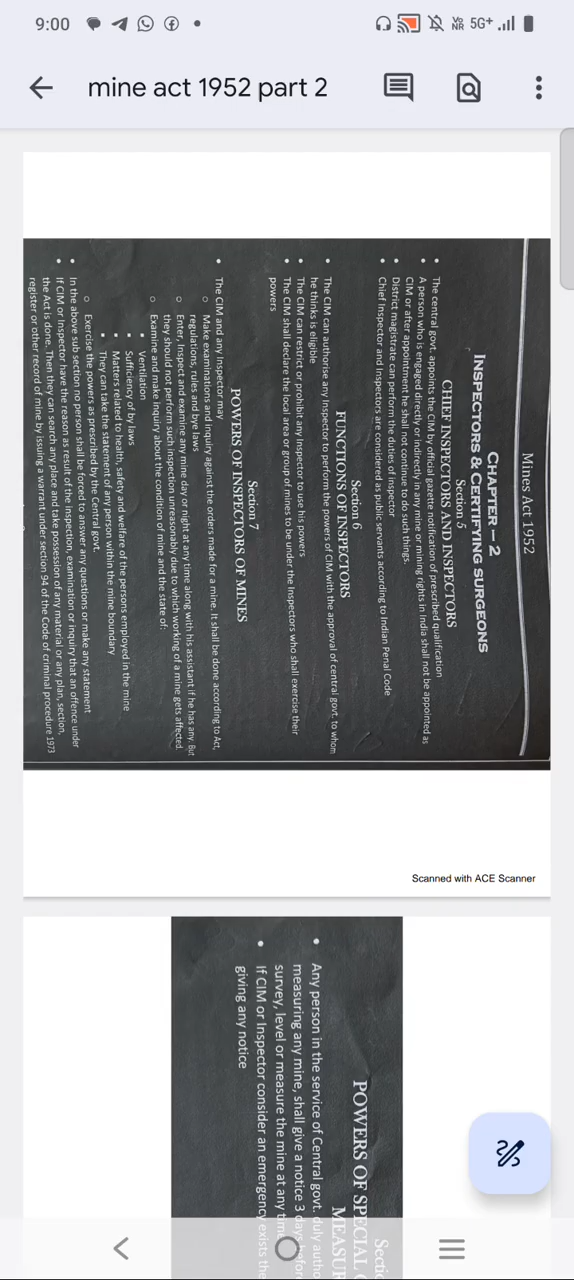 9:00
VoNR 5G+
mine act 1952 part 2
Mines Act 1952
CHAPTER – 2
INSPECTORS & CERTIFYING SURGEONS
Section 5
CHIEF INSPECTORS AND INSPECTORS
• The central govt. appoints the CIM by official gazette notification of prescribed qualification
• A person who is engaged directly or indirectly in any mine or mining rights in India shall not be appointed as
CIM or after appointment he shall not continue to do such things.
• District magistrate can perform the duties of Inspector
• Chief Inspector and Inspectors are considered as public servants according to Indian Penal Code
Section 6
FUNCTIONS OF INSPECTORS
• The CIM can authorise any Inspector to perform the powers of CIM with the approval of central govt. to whom
he thinks is eligible
• The CIM can restrict or prohibit any Inspector to use his powers
• The CIM shall declare the local area or group of mines to be under the Inspectors who shall exercise their
powers
Section 7
POWERS OF INSPECTORS OF MINES
• The CIM and any Inspector may
o Make examinations and inquiry against the orders made for a mine. It shall be done according to Act,
regulations, rules and bye laws
o Enter, Inspect and examine any mine day or night at any time along with his assistant if he has any. But
they should not perform such inspection unreasonably due to which working of a mine gets affected.
o Examine and make inquiry about the condition of mine and the state of:
▪ Ventilation
▪ Sufficiency of by laws
▪ Matters related to health, safety and welfare of the persons employed in the mine
▪ They can take the statement of any person within the mine boundary
o Exercise the powers as prescribed by the Central govt.
• In the above sub section no person shall be forced to answer any questions or make any statement
• If CIM or Inspector have the reason as result of the inspection, examination or inquiry that an offence under
the Act is done. Then they can search any place and take possession of any material or any plan, section,
register or other record of mine by issuing a warrant under section 94 of the Code of criminal procedure 1973
Scanned with ACE Scanner
POWERS OF SPECIAL
• Any person in the service of Central govt. duly
measuring any mine, shall give a notice 3 days before
survey, level or measure the mine at any time
• If CIM or Inspector consider an emergency exists
giving any notice